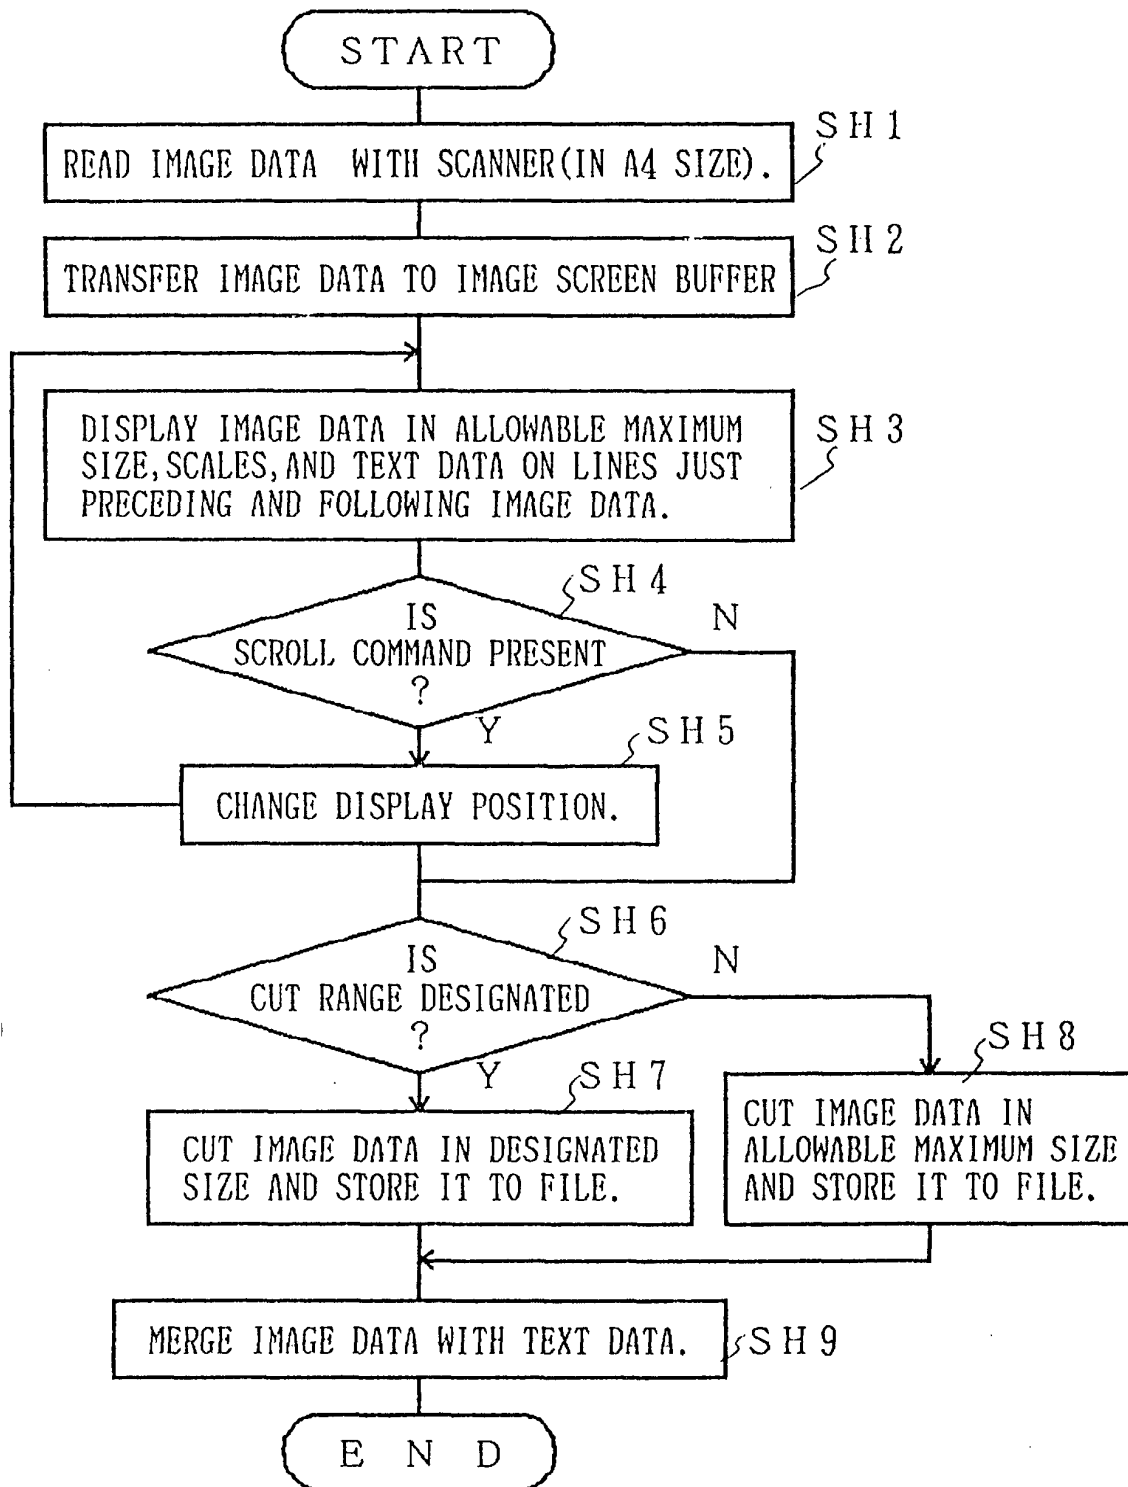 START
SH1
READ IMAGE DATA WITH SCANNER(IN A4 SIZE).
SH2
TRANSFER IMAGE DATA TO IMAGE SCREEN BUFFER
SH3
DISPLAY IMAGE DATA IN ALLOWABLE MAXIMUM
SIZE,SCALES,AND TEXT DATA ON LINES JUST
PRECEDING AND FOLLOWING IMAGE DATA.
SH4
IS
SCROLL COMMAND PRESENT
?
N
Y
SH5
CHANGE DISPLAY POSITION.
SH6
IS
CUT RANGE DESIGNATED
?
N
Y
SH7
CUT IMAGE DATA IN DESIGNATED
SIZE AND STORE IT TO FILE.
SH8
CUT IMAGE DATA IN
ALLOWABLE MAXIMUM SIZE
AND STORE IT TO FILE.
MERGE IMAGE DATA WITH TEXT DATA.
SH9
END